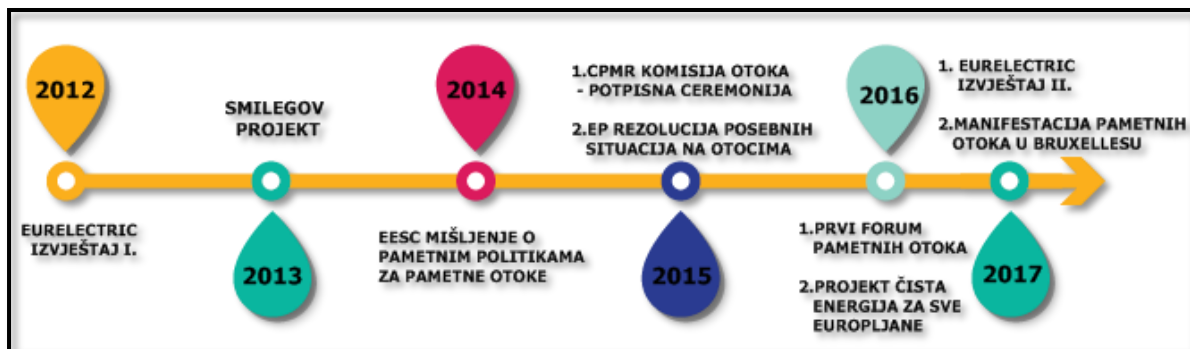 2012
EURELECTRIC
IZVJEŠTAJ I.
SMILEGOV
PROJEKT
2013
2014
EESC MIŠLJENJE O
PAMETNIM POLITIKAMA
ZA PAMETNE OTOKE
1.CPMR KOMISIJA OTOKA
- POTPISNA CEREMONIJA
2.EP REZOLUCIJA POSEBNIH
SITUACIJA NA OTOCIMA
2015
2016
1.PRVI FORUM
PAMETNIH OTOKA
2.PROJEKT ČISTA
ENERGIJA ZA SVE
EUROPLJANE
1. EURELECTRIC
IZVJEŠTAJ II.
2.MANIFESTACIJA PAMETNIH
OTOKA U BRUXELLESU
2017